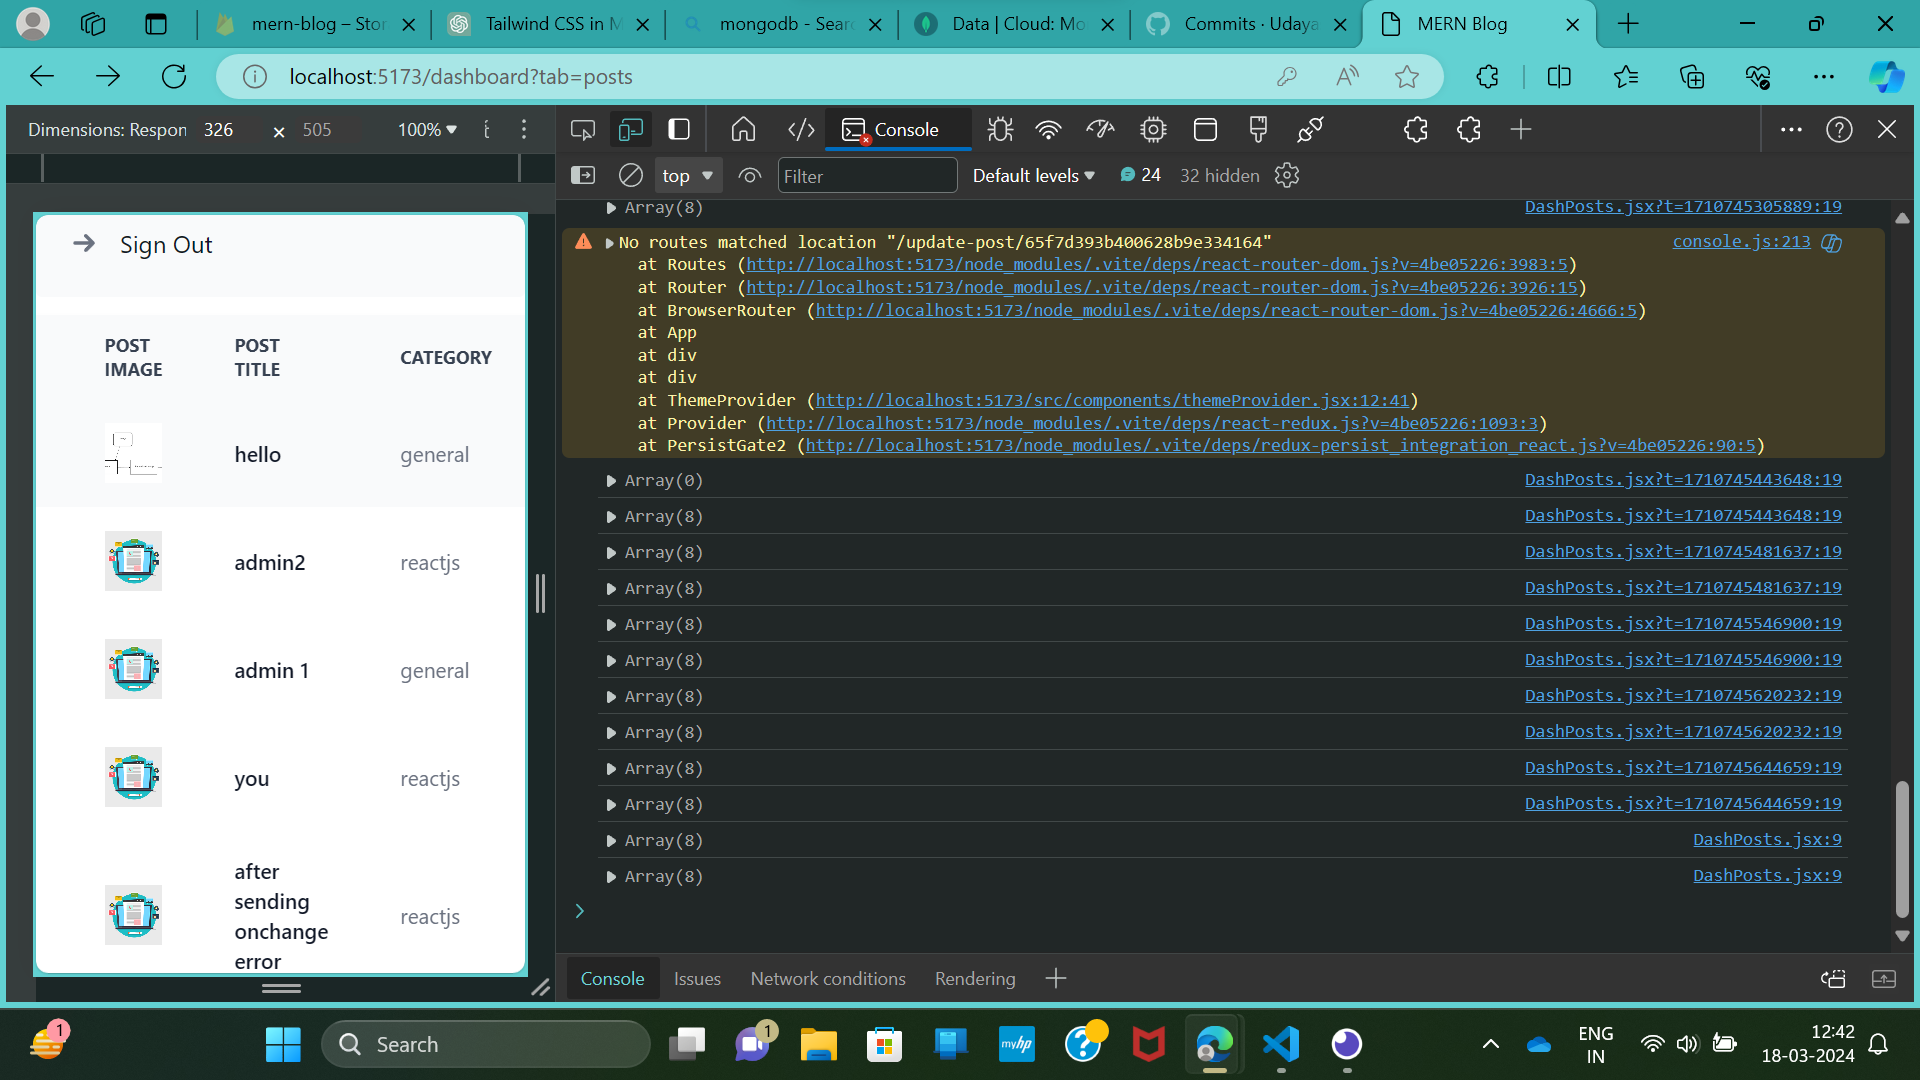 mern-blog – Stor
Tailwind CSS in M
mongodb - Searc
Data | Cloud: Mo
Commits · Udaya
MERN Blog
localhost:5173/dashboard?tab=posts
Dimensions: Respon 326 × 505 100%
Console
top
Filter
Default levels
24
32 hidden
Sign Out
POST IMAGE
POST TITLE
CATEGORY
hello
general
admin2
reactjs
admin 1
general
you
reactjs
after
sending
onchange
error
reactjs
Array(8) DashPosts.jsx?t=1710745305889:19
No routes matched location "/update-post/65f7d393b400628b9e334164" console.js:213
at Routes (http://localhost:5173/node_modules/.vite/deps/react-router-dom.js?v=4be05226:3983:5)
at Router (http://localhost:5173/node_modules/.vite/deps/react-router-dom.js?v=4be05226:3926:15)
at BrowserRouter (http://localhost:5173/node_modules/.vite/deps/react-router-dom.js?v=4be05226:4666:5)
at App
at div
at div
at ThemeProvider (http://localhost:5173/src/components/themeProvider.jsx:12:41)
at Provider (http://localhost:5173/node_modules/.vite/deps/react-redux.js?v=4be05226:1093:3)
at PersistGate2 (http://localhost:5173/node_modules/.vite/deps/redux-persist_integration_react.js?v=4be05226:90:5)
Array(0) DashPosts.jsx?t=1710745443648:19
Array(8) DashPosts.jsx?t=1710745443648:19
Array(8) DashPosts.jsx?t=1710745481637:19
Array(8) DashPosts.jsx?t=1710745481637:19
Array(8) DashPosts.jsx?t=1710745546900:19
Array(8) DashPosts.jsx?t=1710745546900:19
Array(8) DashPosts.jsx?t=1710745620232:19
Array(8) DashPosts.jsx?t=1710745620232:19
Array(8) DashPosts.jsx?t=1710745644659:19
Array(8) DashPosts.jsx?t=1710745644659:19
Array(8) DashPosts.jsx:9
Array(8) DashPosts.jsx:9
Console
Issues
Network conditions
Rendering
1
Search
1
myhp
ENG
IN
12:42
18-03-2024